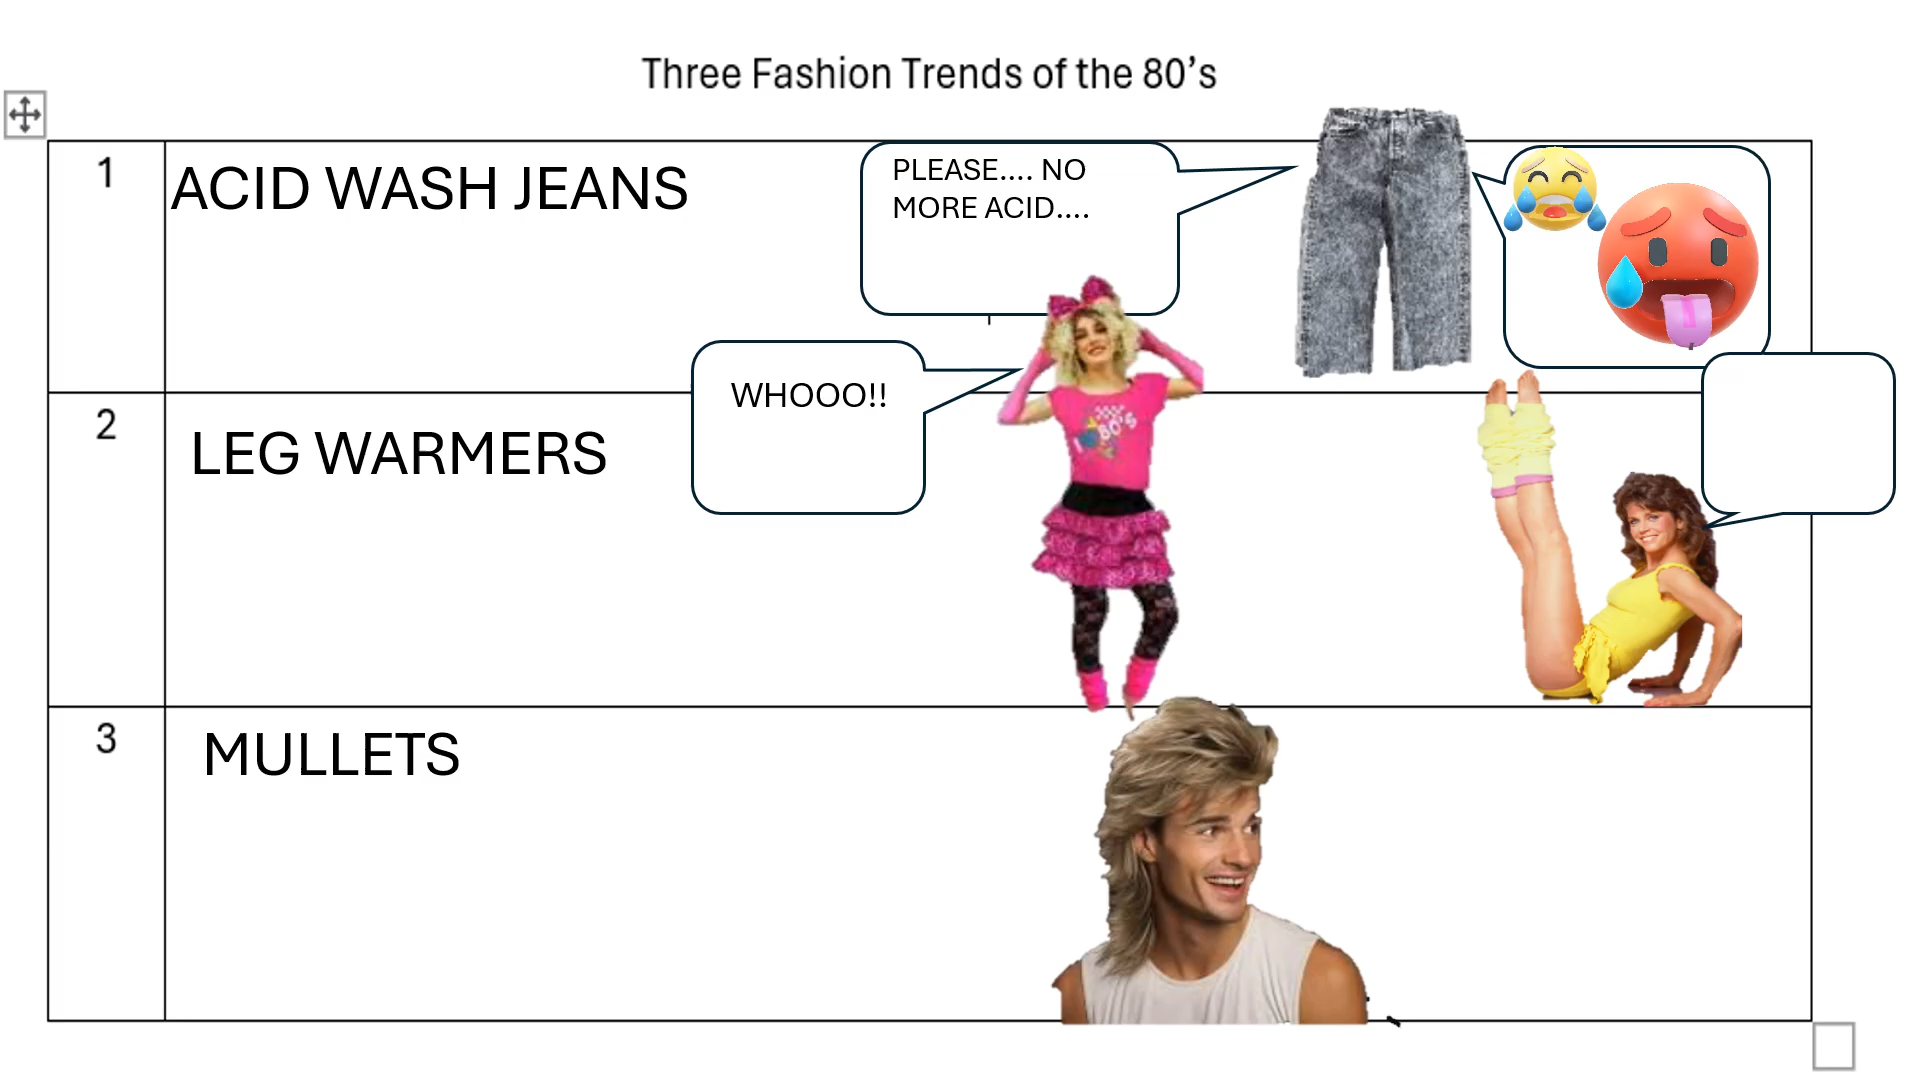 Three Fashion Trends of the 80’s
1
ACID WASH JEANS
PLEASE.... NO
MORE ACID....
WHOOO!!
2
LEG WARMERS
80'S
3
MULLETS